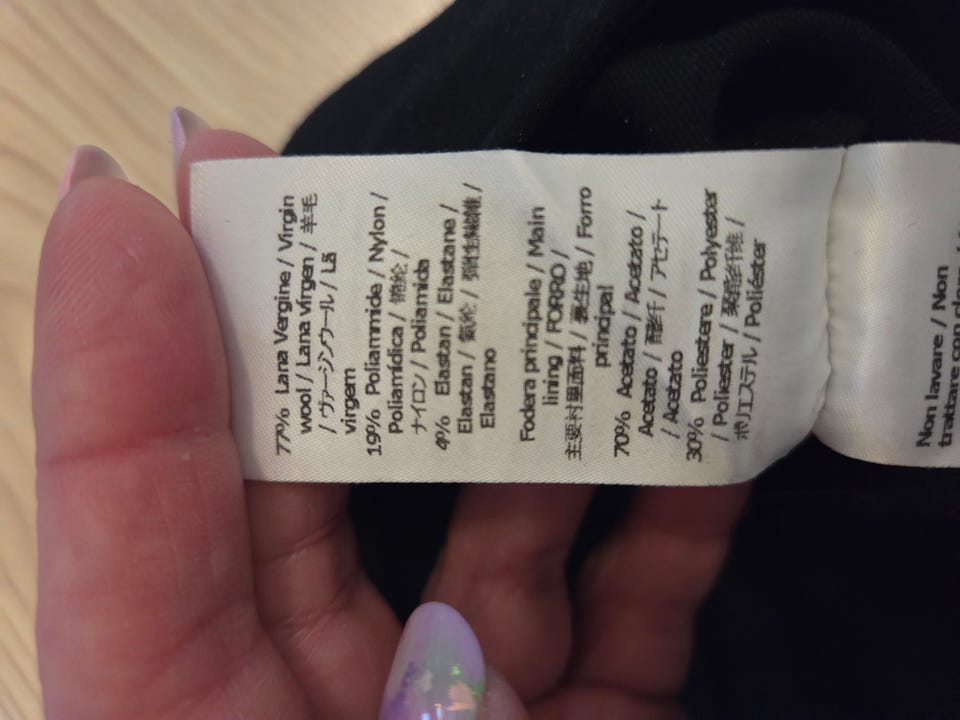 77% Lana Vergine / Virgin
wool / Lana virgen / 羊毛
/ ヴァージンウール / Lã
virgem
19% Poliammide / Nylon /
Poliamídica / 锦纶 /
ナイロン / Poliamida
4% Elastan / Elastane /
Elastan / 氨纶 / 弾性繊維 /
Elastano
Fodera principale / Main
lining / FORRO /
主要衬里面料 / 裏生地 / Forro
principal
70% Acetato / Acetato /
Acetato / 醋纤 / アセテート
/ Acetato
30% Poliestere / Polyester
/ Poliester / 聚酯纤维 /
ポリエステル / Poliéster
Non lavare / Non
trattare con